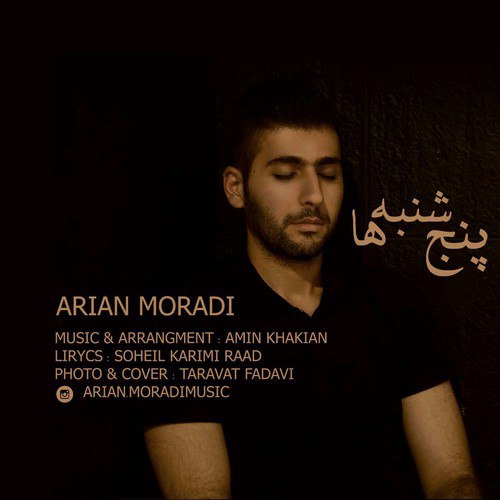 پنج شنبه ها
ARIAN MORADI
MUSIC & ARRANGMENT : AMIN KHAKIAN
LIRYCS : SOHEIL KARIMI RAAD
PHOTO & COVER : TARAVAT FADAVI
ARIAN.MORADIMUSIC